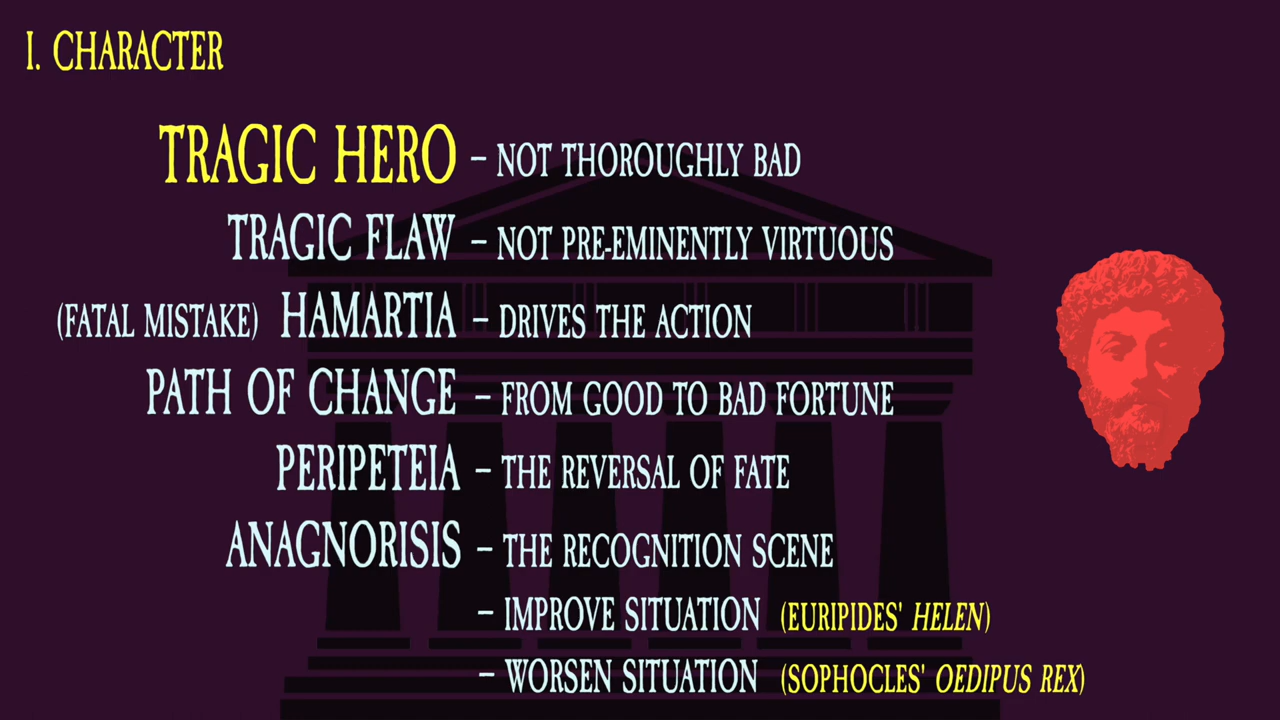 I. CHARACTER
TRAGIC HERO – NOT THOROUGHLY BAD
TRAGIC FLAW – NOT PRE-EMINENTLY VIRTUOUS
(FATAL MISTAKE) HAMARTIA – DRIVES THE ACTION
PATH OF CHANGE – FROM GOOD TO BAD FORTUNE
PERIPETEIA – THE REVERSAL OF FATE
ANAGNORISIS – THE RECOGNITION SCENE
– IMPROVE SITUATION (EURIPIDES' HELEN)
– WORSEN SITUATION (SOPHOCLES' OEDIPUS REX)